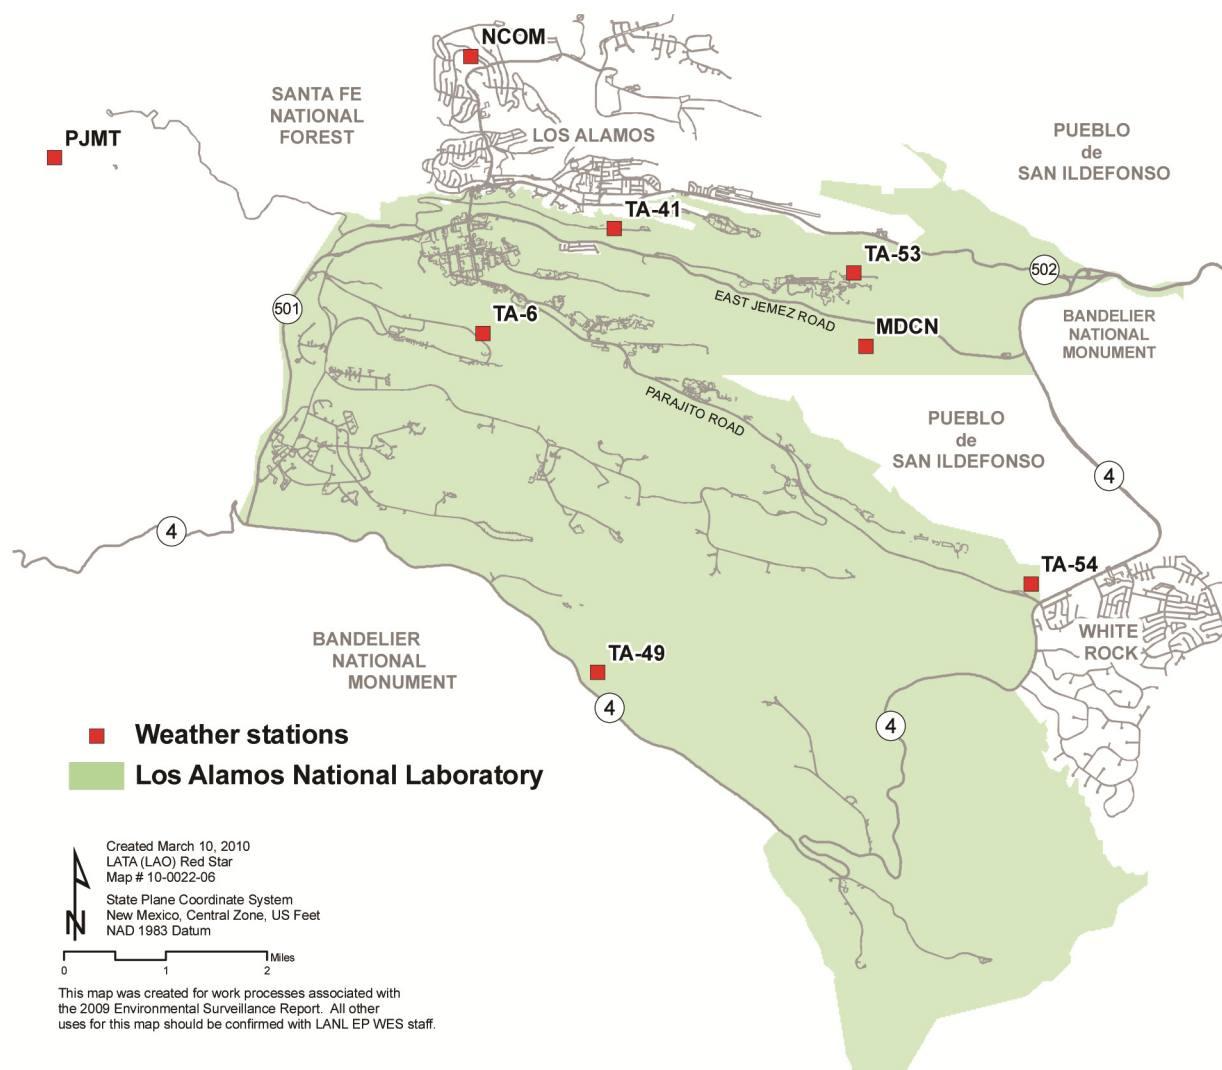 NCOM
SANTA FE
NATIONAL
FOREST
PJMT
LOS ALAMOS
PUEBLO
de
SAN ILDEFONSO
TA-41
TA-53
502
501
TA-6
EAST JEMEZ ROAD
MDCN
BANDELIER
NATIONAL
MONUMENT
PARAJITO ROAD
PUEBLO
de
SAN ILDEFONSO
4
4
TA-54
WHITE
ROCK
BANDELIER
NATIONAL
MONUMENT
TA-49
4
4
Weather stations
Los Alamos National Laboratory
Created March 10, 2010
LATA (LAO) Red Star
Map # 10-0022-06
State Plane Coordinate System
New Mexico, Central Zone, US Feet
NAD 1983 Datum
N
Miles
0 1 2
This map was created for work processes associated with
the 2009 Environmental Surveillance Report. All other
uses for this map should be confirmed with LANL EP WES staff.